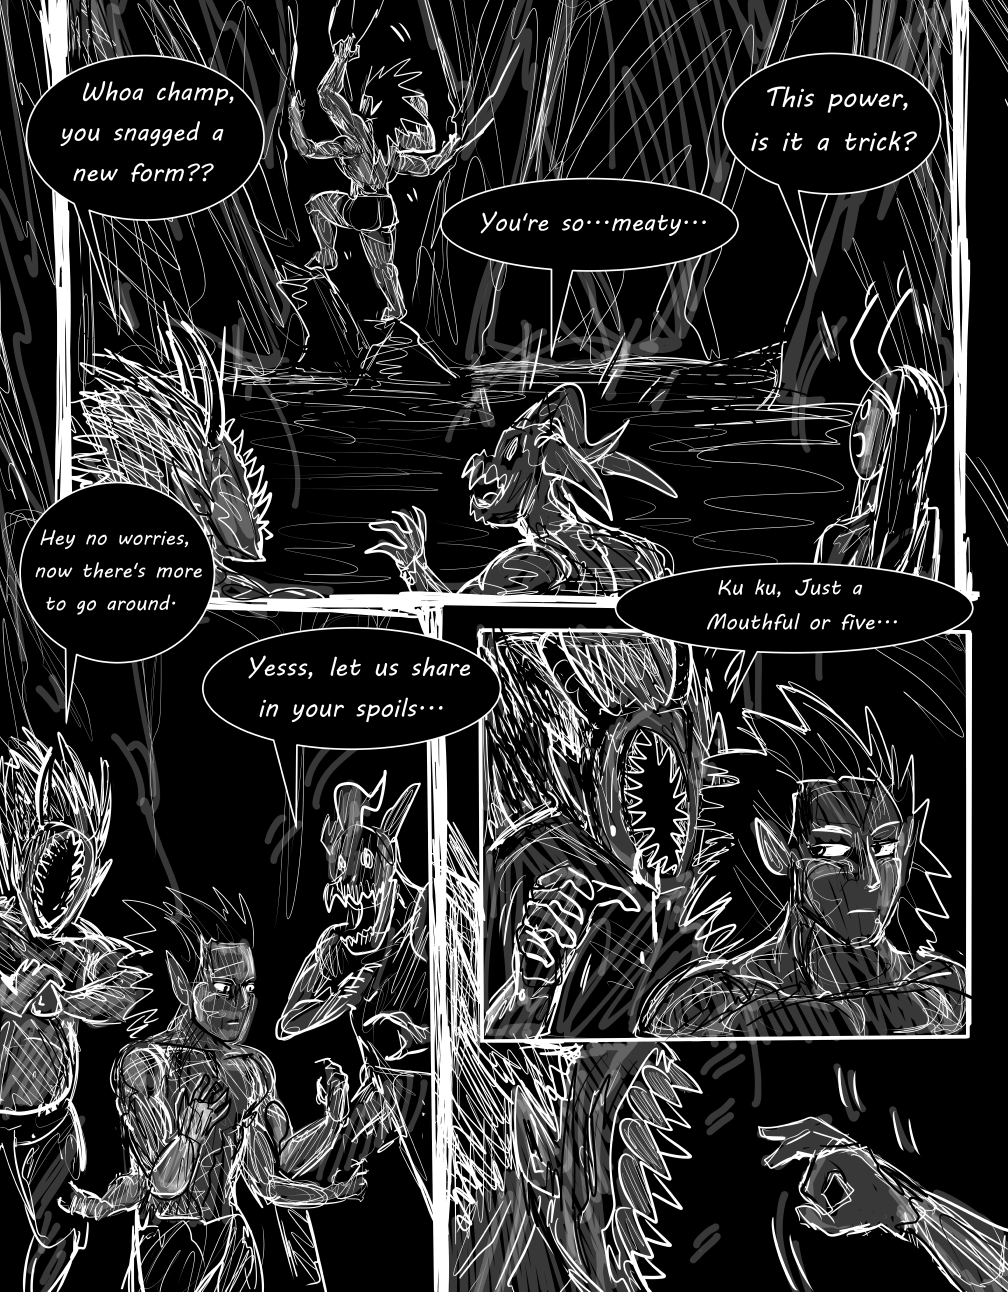 Whoa champ,
you snagged a
new form??
You're so...meaty...
This power,
is it a trick?
Hey no worries,
now there's more
to go around.
Yesss, let us share
in your spoils...
Ku ku, Just a
Mouthful or five...